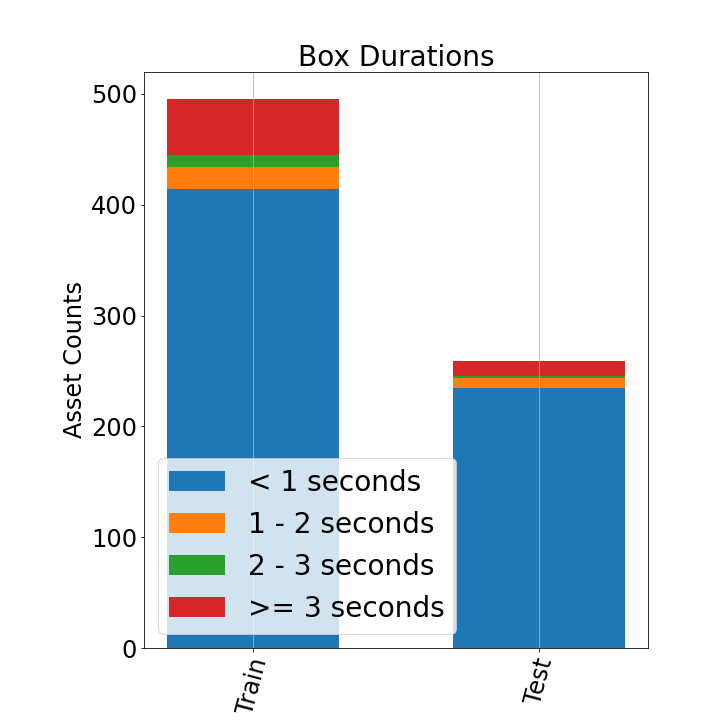 Box Durations
500
400
300
200
100
0
Asset Counts
< 1 seconds
1 - 2 seconds
2 - 3 seconds
>= 3 seconds
Train
Test